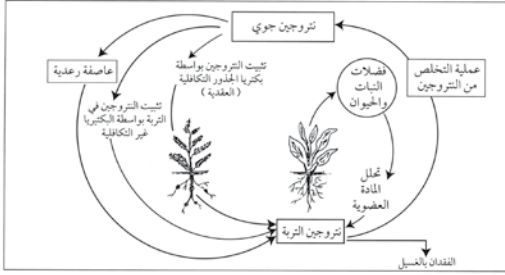 نتروجين جوي
عملية التخلص
من النتروجين
عاصفة رعدية
تثبيت النتروجين بواسطة
بكتريا الجذور التكافلية
(العقدية)
فضلات
النبات
والحيوان
تثبيت النتروجين في
التربة بواسطة البكتيريا
غير التكافلية
تحلل
المادة
العضوية
نتروجين التربة
الفقدان بالغسيل